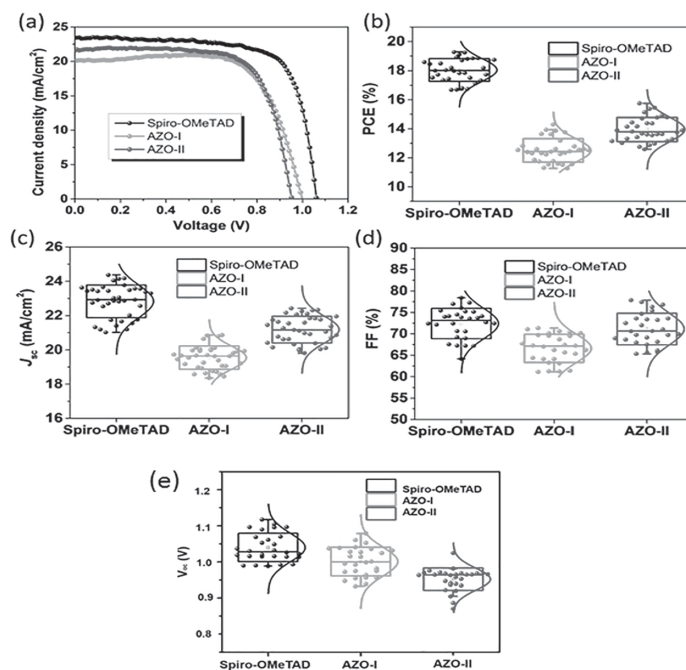 (a)
Current density (mA/cm²)
25
20
15
10
5
0
Spiro-OMeTAD
AZO-I
AZO-II
0.0 0.2 0.4 0.6 0.8 1.0 1.2
Voltage (V)
(b)
PCE (%)
22
20
18
16
14
12
Spiro-OMeTAD
AZO-I
AZO-II
Spiro-OMeTAD AZO-I AZO-II
(c)
Jsc (mA/cm²)
26
24
22
20
18
16
Spiro-OMeTAD
AZO-I
AZO-II
Spiro-OMeTAD AZO-I AZO-II
(d)
FF (%)
90
85
80
75
70
65
60
55
50
Spiro-OMeTAD
AZO-I
AZO-II
Spiro-OMeTAD AZO-I AZO-II
(e)
Voc (V)
1.2
1.1
1.0
0.9
0.8
Spiro-OMeTAD
AZO-I
AZO-II
Spiro-OMeTAD AZO-I AZO-II